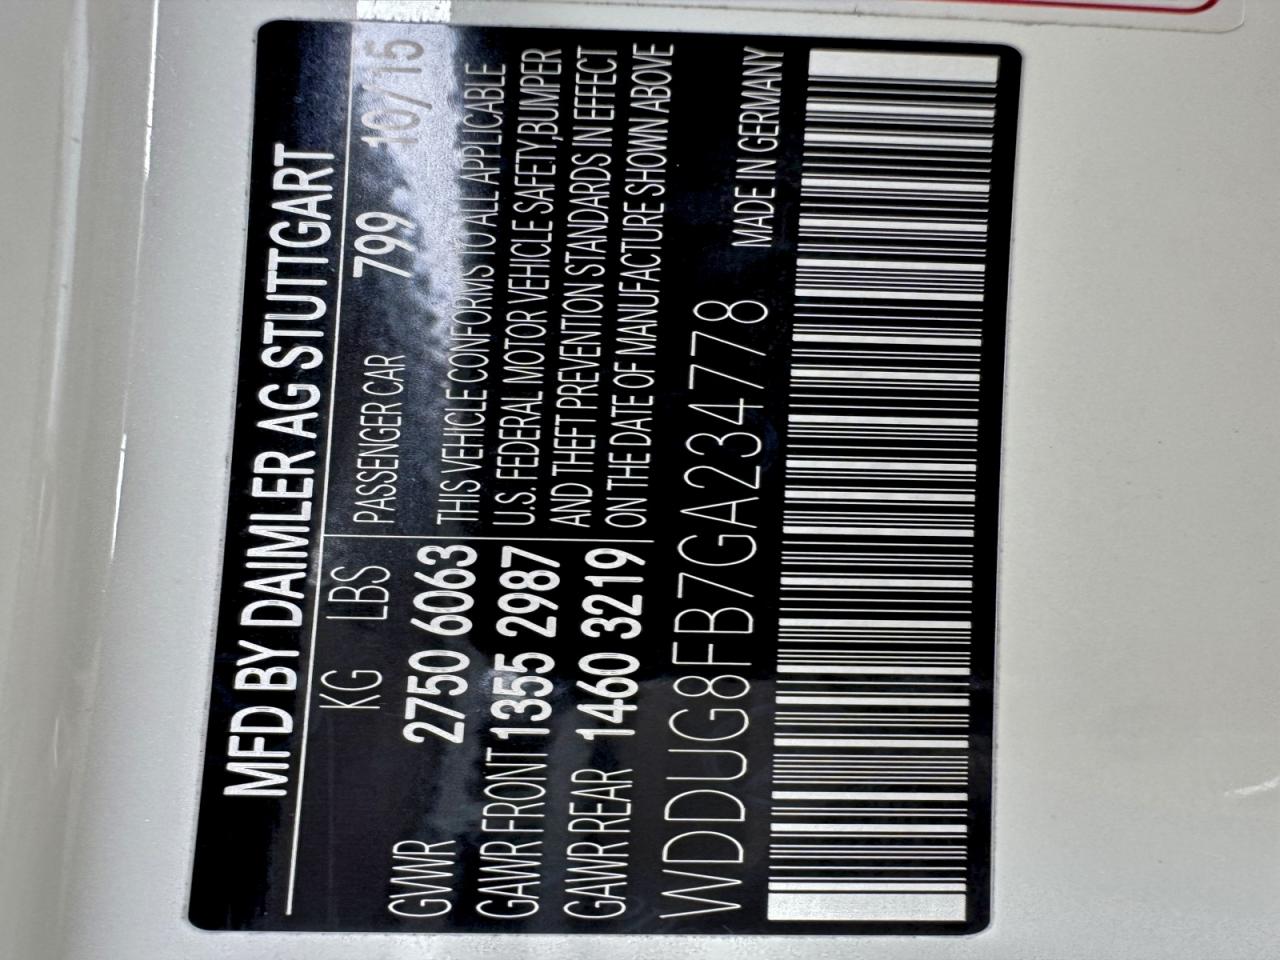 MFD BY DAIMLER AG STUTTGART
KG LBS PASSENGER CAR 799 10/15
GVWR 2750 6063 THIS VEHICLE CONFORMS TO ALL APPLICABLE
GAWR FRONT 1355 2987 U.S. FEDERAL MOTOR VEHICLE SAFETY,BUMPER
AND THEFT PREVENTION STANDARDS IN EFFECT
GAWR REAR 1460 3219 ON THE DATE OF MANUFACTURE SHOWN ABOVE
WDDUG8FB7GA234778
MADE IN GERMANY